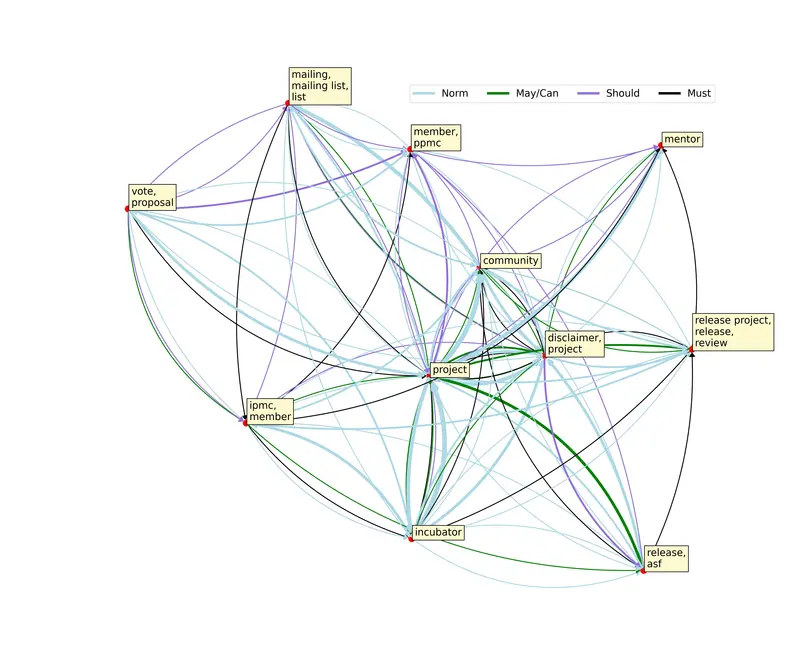 mailing,
mailing list,
list
Norm
May/Can
Should
Must
member,
ppmc
mentor
vote,
proposal
community
release project,
release,
review
disclaimer,
project
project
ipmc,
member
incubator
release,
asf